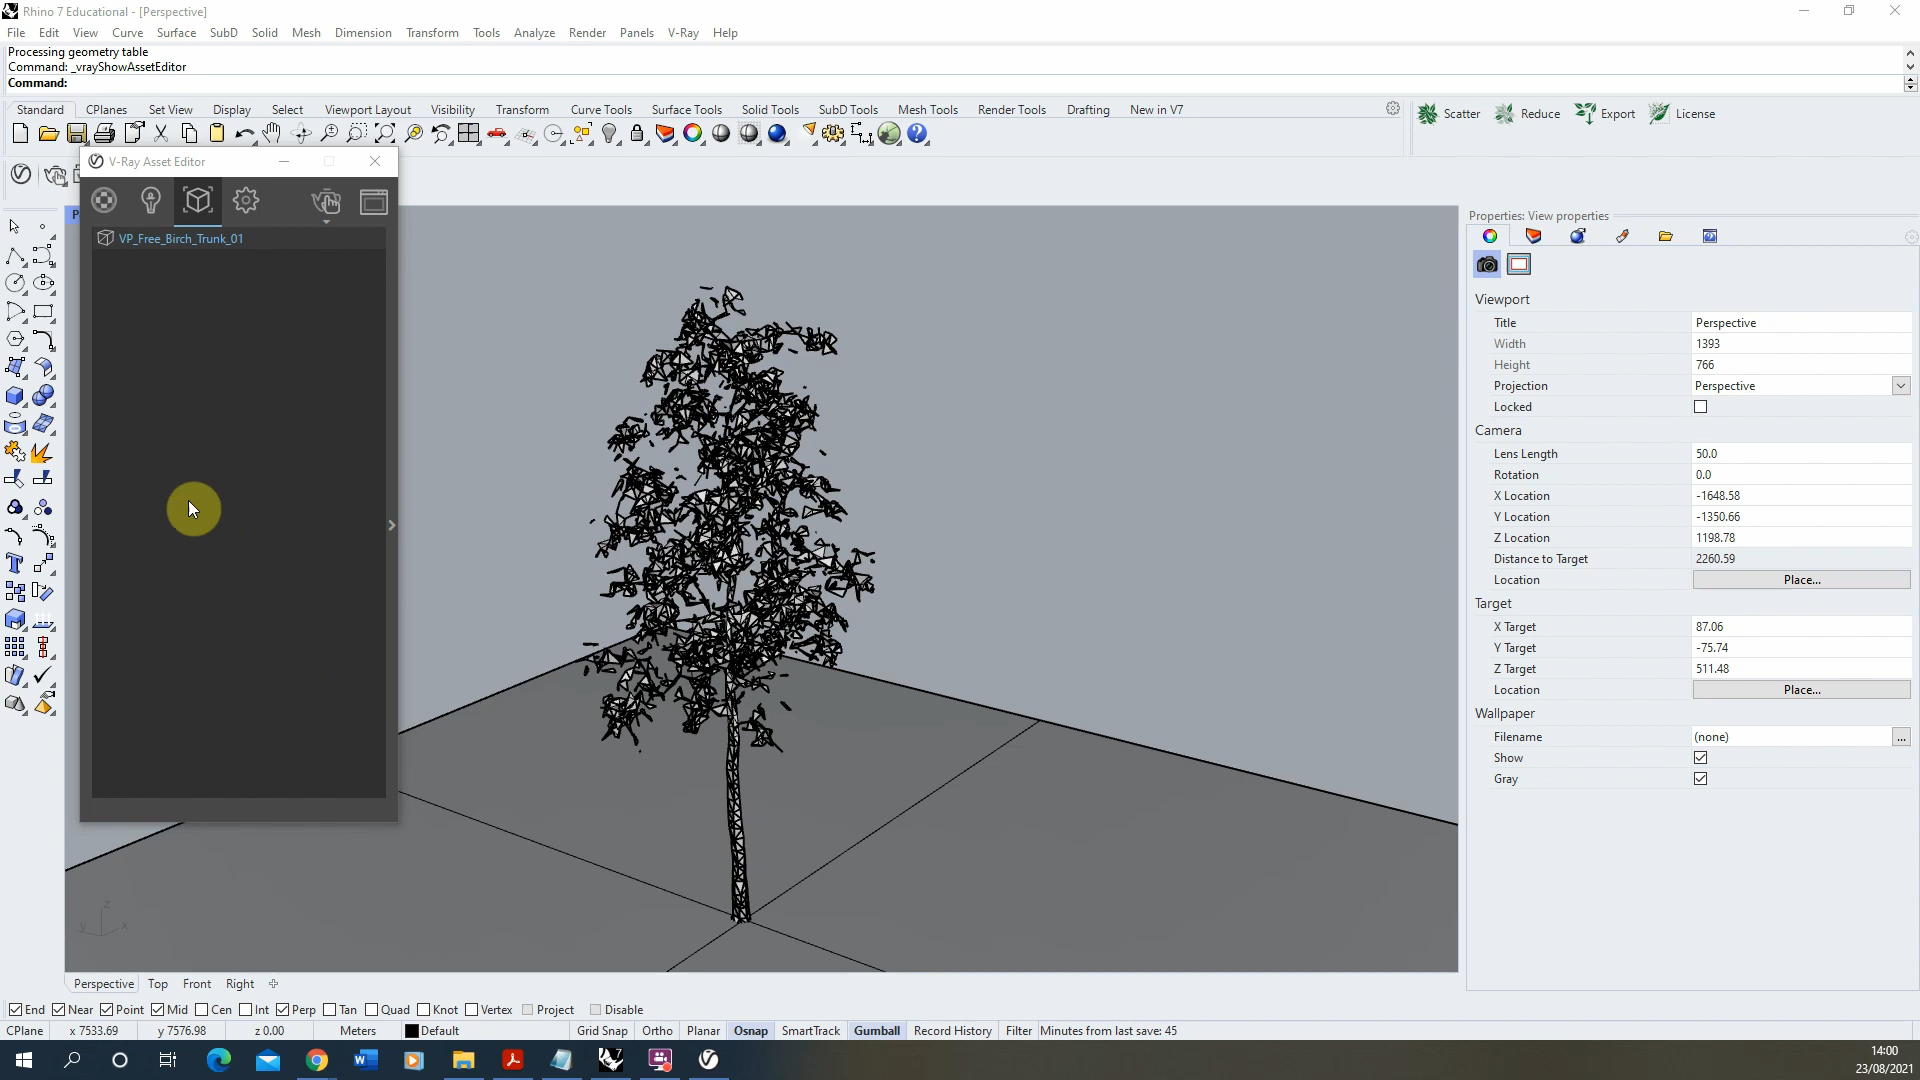 Rhino 7 Educational - [Perspective]
File Edit View Curve Surface SubD Solid Mesh Dimension Transform Tools Analyze Render Panels V-Ray Help
Processing geometry table
Command: _vrayShowAssetEditor
Command:
Standard CPlanes Set View Display Select Viewport Layout Visibility Transform Curve Tools Surface Tools Solid Tools SubD Tools Mesh Tools Render Tools Drafting New in V7
Scatter Reduce Export License
V-Ray Asset Editor
VP_Free_Birch_Trunk_01
Properties: View properties
Viewport
Title Perspective
Width 1393
Height 766
Projection Perspective
Locked
Camera
Lens Length 50.0
Rotation 0.0
X Location -1648.58
Y Location -1350.66
Z Location 1198.78
Distance to Target 2260.59
Location Place...
Target
X Target 87.06
Y Target -75.74
Z Target 511.48
Location Place...
Wallpaper
Filename (none) ...
Show
Gray
z
y x
Perspective Top Front Right
End Near Point Mid Cen Int Perp Tan Quad Knot Vertex Project Disable
CPlane x 7533.69 y 7576.98 z 0.00 Meters Default Grid Snap Ortho Planar Osnap SmartTrack Gumball Record History Filter Minutes from last save: 45
14:00
23/08/2021